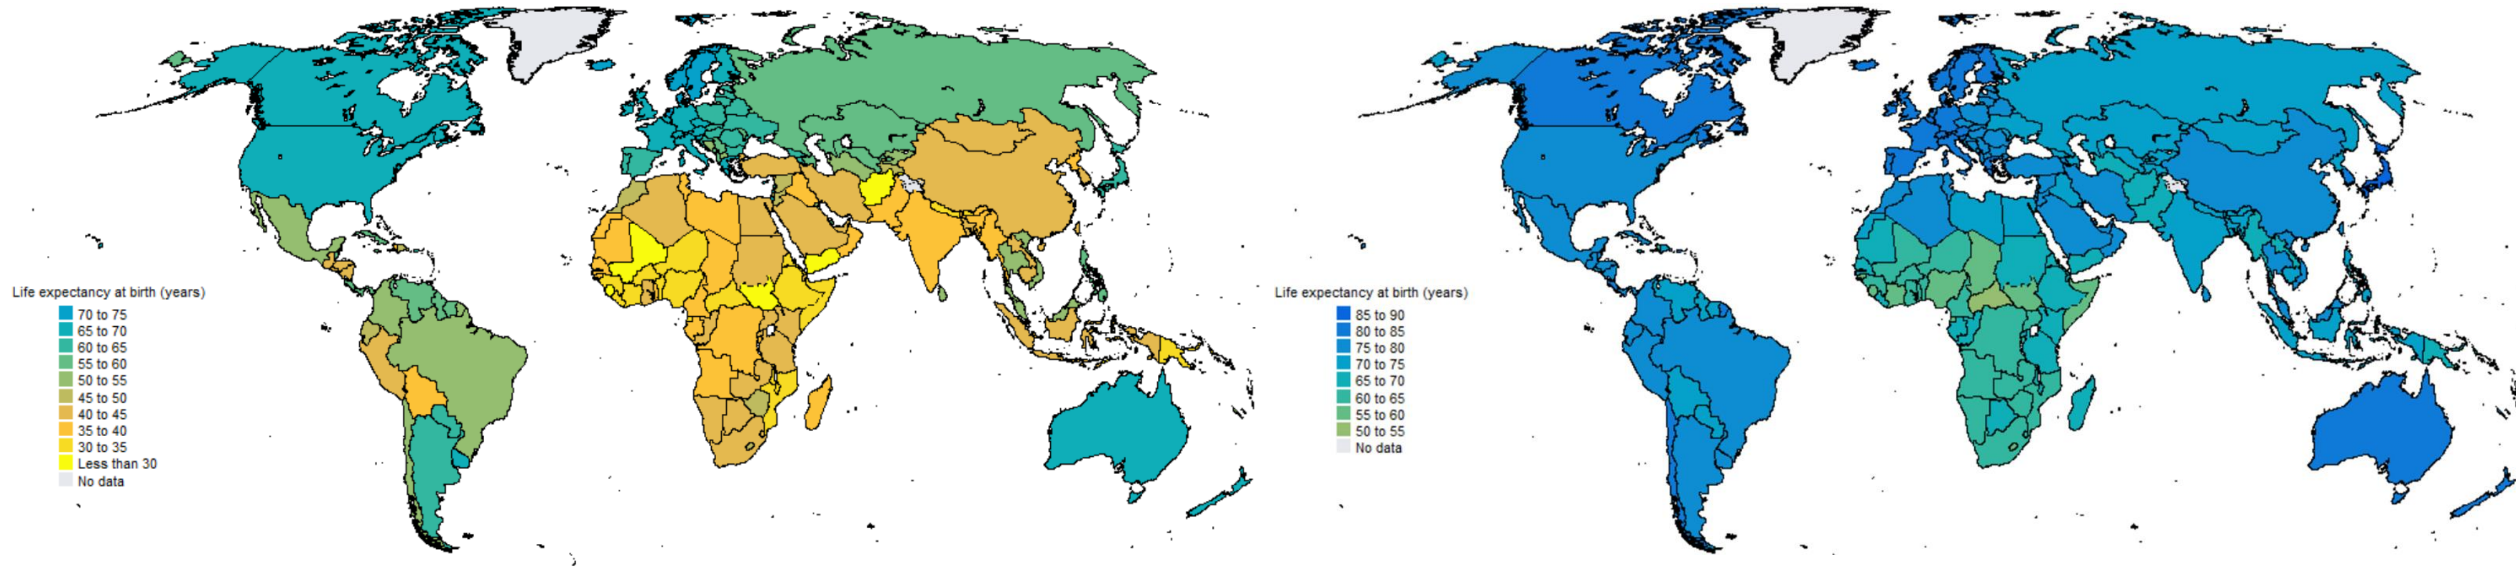 Life expectancy at birth (years)
70 to 75
65 to 70
60 to 65
55 to 60
50 to 55
45 to 50
40 to 45
35 to 40
30 to 35
Less than 30
No data
Life expectancy at birth (years)
85 to 90
80 to 85
75 to 80
70 to 75
65 to 70
60 to 65
55 to 60
50 to 55
No data